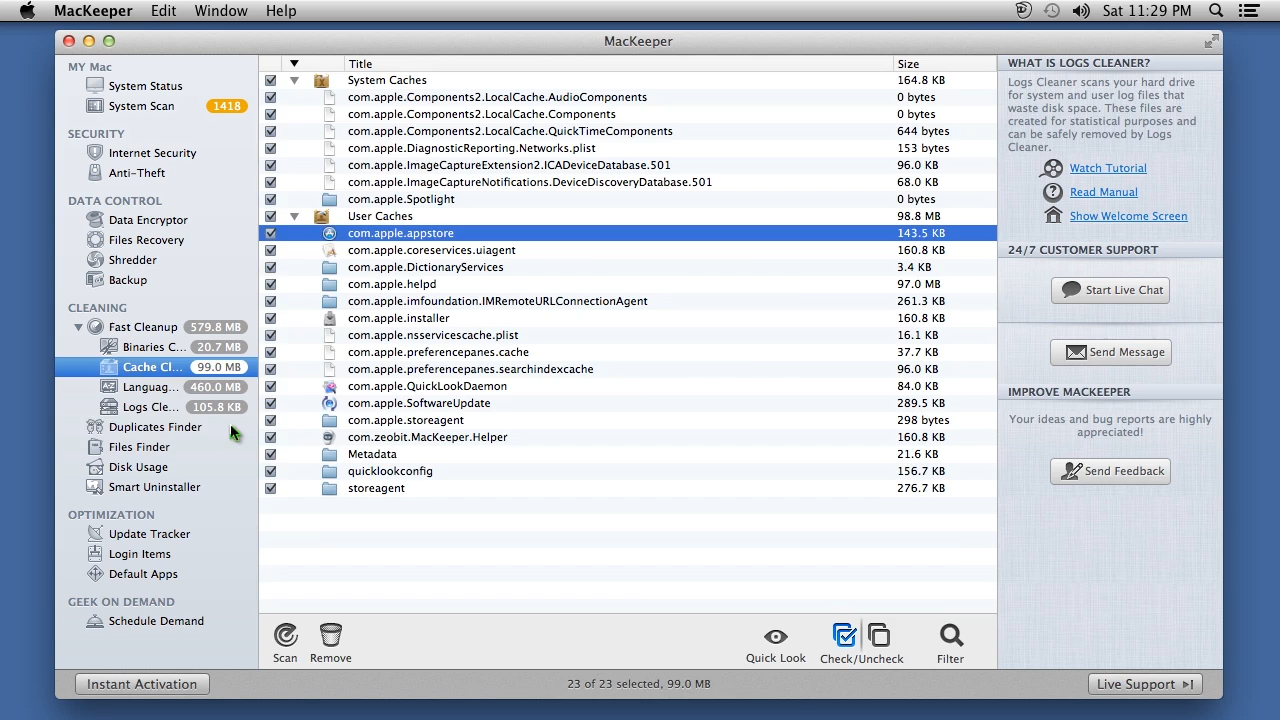 MacKeeper Edit Window Help Sat 11:29 PM
MacKeeper
MY Mac
System Status
System Scan 1418
SECURITY
Internet Security
Anti-Theft
DATA CONTROL
Data Encryptor
Files Recovery
Shredder
Backup
CLEANING
Fast Cleanup 579.8 MB
Binaries C... 20.7 MB
Cache Cl... 99.0 MB
Languag... 460.0 MB
Logs Cle... 105.8 KB
Duplicates Finder
Files Finder
Disk Usage
Smart Uninstaller
OPTIMIZATION
Update Tracker
Login Items
Default Apps
GEEK ON DEMAND
Schedule Demand
Instant Activation
Title Size
System Caches 164.8 KB
com.apple.Components2.LocalCache.AudioComponents 0 bytes
com.apple.Components2.LocalCache.Components 0 bytes
com.apple.Components2.LocalCache.QuickTimeComponents 644 bytes
com.apple.DiagnosticReporting.Networks.plist 153 bytes
com.apple.ImageCaptureExtension2.ICADeviceDatabase.501 96.0 KB
com.apple.ImageCaptureNotifications.DeviceDiscoveryDatabase.501 68.0 KB
com.apple.Spotlight 0 bytes
User Caches 98.8 MB
com.apple.appstore 143.5 KB
com.apple.coreservices.uiagent 160.8 KB
com.apple.DictionaryServices 3.4 KB
com.apple.helpd 97.0 MB
com.apple.imfoundation.IMRemoteURLConnectionAgent 261.3 KB
com.apple.installer 160.8 KB
com.apple.nsservicescache.plist 16.1 KB
com.apple.preferencepanes.cache 37.7 KB
com.apple.preferencepanes.searchindexcache 96.0 KB
com.apple.QuickLookDaemon 84.0 KB
com.apple.SoftwareUpdate 289.5 KB
com.apple.storeagent 298 bytes
com.zeobit.MacKeeper.Helper 160.8 KB
Metadata 21.6 KB
quicklookconfig 156.7 KB
storeagent 276.7 KB
Scan Remove Quick Look Check/Uncheck Filter
23 of 23 selected, 99.0 MB
WHAT IS LOGS CLEANER?
Logs Cleaner scans your hard drive
for system and user log files that
waste disk space. These files are
created for statistical purposes and
can be safely removed by Logs
Cleaner.
Watch Tutorial
Read Manual
Show Welcome Screen
24/7 CUSTOMER SUPPORT
Start Live Chat
Send Message
IMPROVE MACKEEPER
Your ideas and bug reports are highly
appreciated!
Send Feedback
Live Support